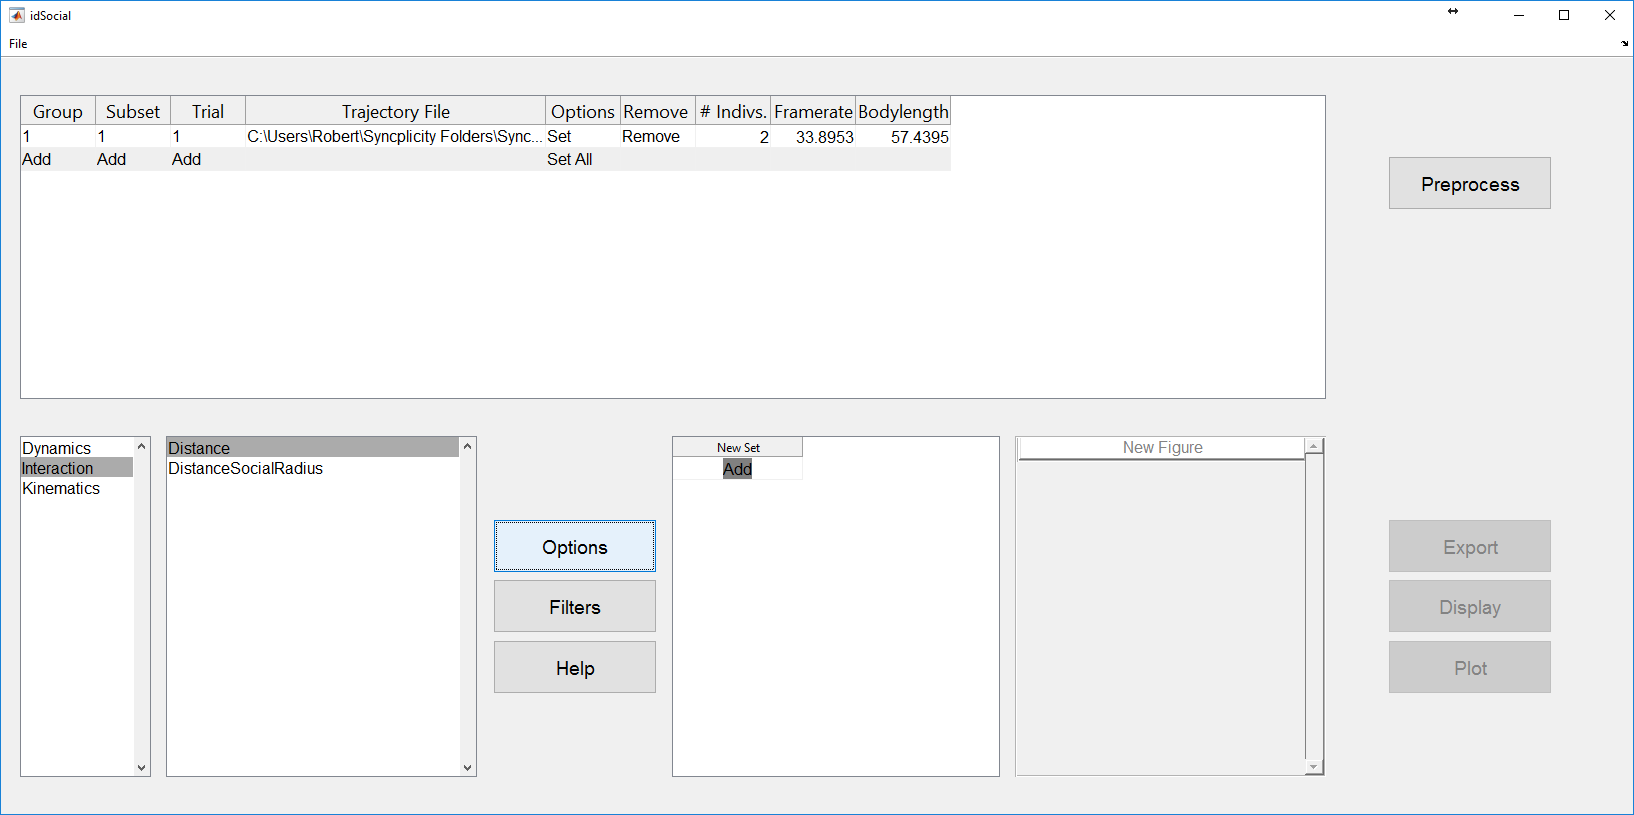 idSocial
File
Group Subset Trial Trajectory File Options Remove # Indivs. Framerate Bodylength
1 1 1 C:\Users\Robert\Syncplicity Folders\Sync... Set Remove 2 33.8953 57.4395
Add Add Add Set All
Preprocess
Dynamics
Interaction
Kinematics
Distance
DistanceSocialRadius
Options
Filters
Help
New Set
Add
New Figure
Export
Display
Plot